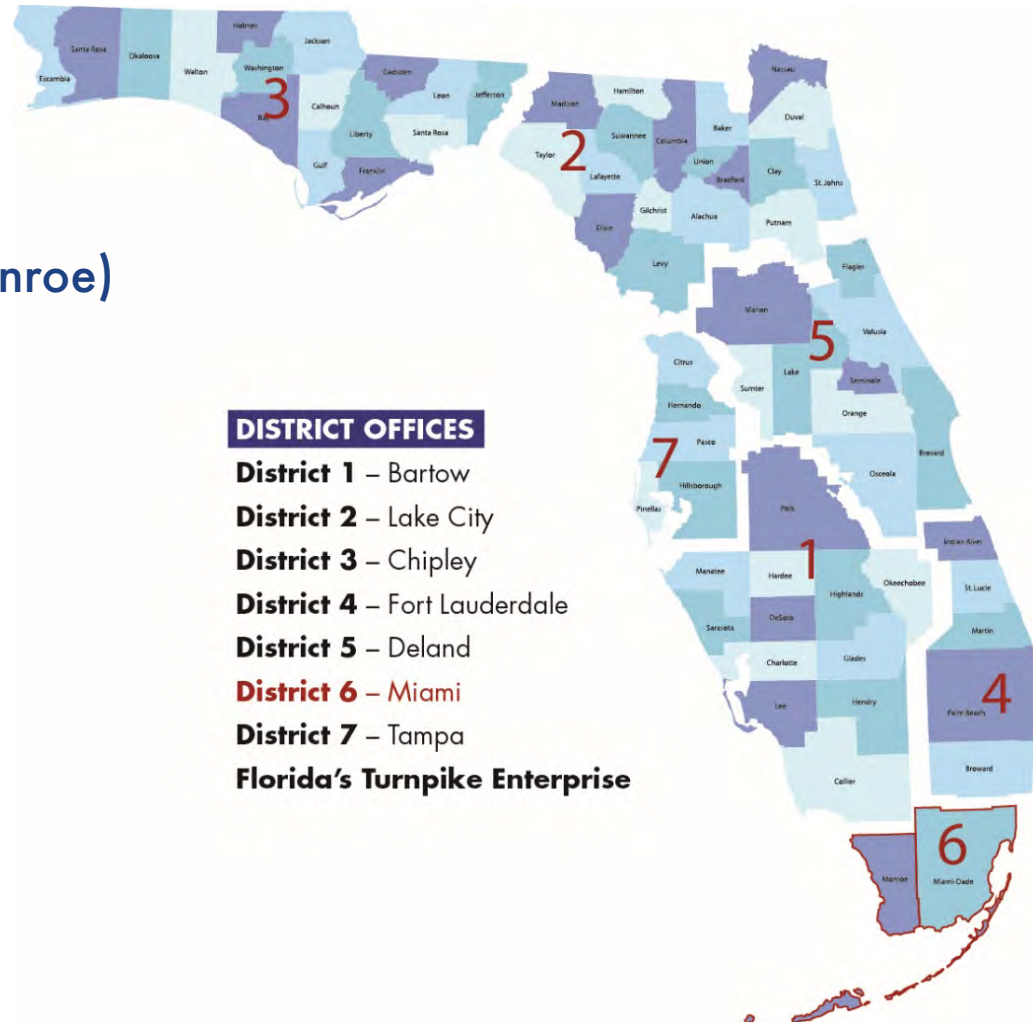 Holmes
Jackson
Santa Rosa
Okaloosa
Walton
Washington
Escambia
3
Bay
Calhoun
Gadsden
Leon
Jefferson
Liberty
Santa Rosa
Gulf
Franklin
Nassau
Hamilton
Madison
Duval
Baker
Suwannee
Columbia
2
Taylor
Union
Lafayette
Bradford
Clay
St. Johns
Gilchrist
Alachua
Putnam
Dixie
Levy
nroe)
Flagler
Marion
5
Volusia
Citrus
Lake
Sumter
Seminole
Hernando
Orange
7
Pasco
Brevard
Osceola
Hillsborough
Pinellas
Polk
Indian River
1
Manatee
Hardee
Okeechobee
St. Lucie
Highlands
DeSoto
Sarasota
Martin
Charlotte
Glades
Lee
Hendry
4
Palm Beach
Broward
Collier
6
Monroe
Miami-Dade
DISTRICT OFFICES
District 1 – Bartow
District 2 – Lake City
District 3 – Chipley
District 4 – Fort Lauderdale
District 5 – Deland
District 6 – Miami
District 7 – Tampa
Florida's Turnpike Enterprise